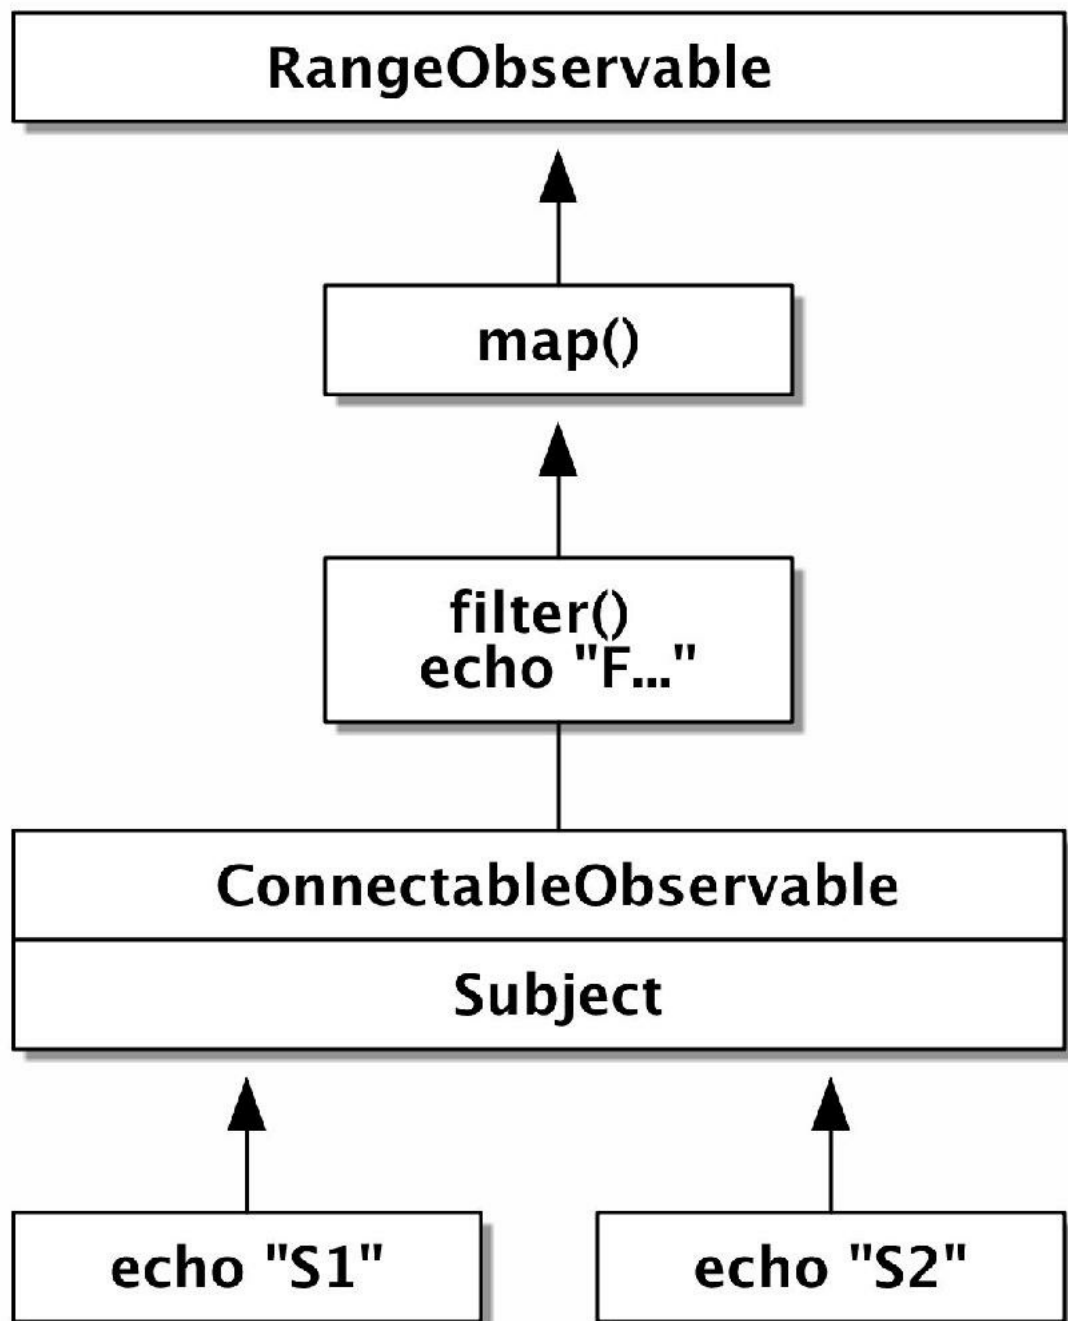 RangeObservable
map()
filter()
echo "F..."
ConnectableObservable
Subject
echo "S1"
echo "S2"